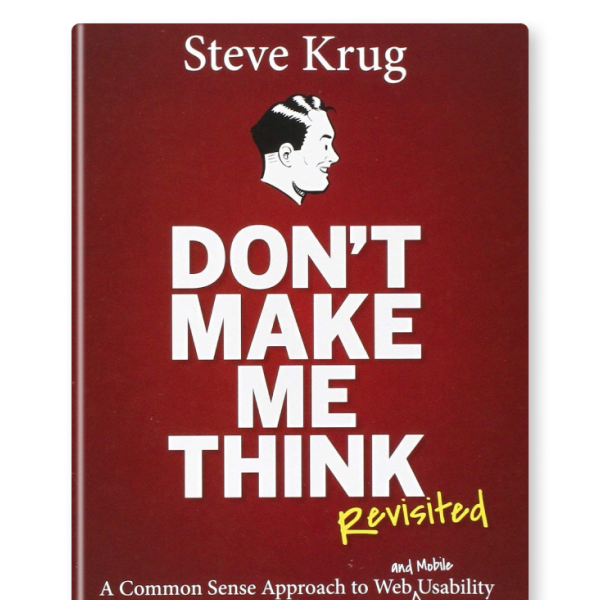 Steve Krug
DON'T
MAKE
ME
THINK
Revisited
and Mobile
A Common Sense Approach to Web Usability